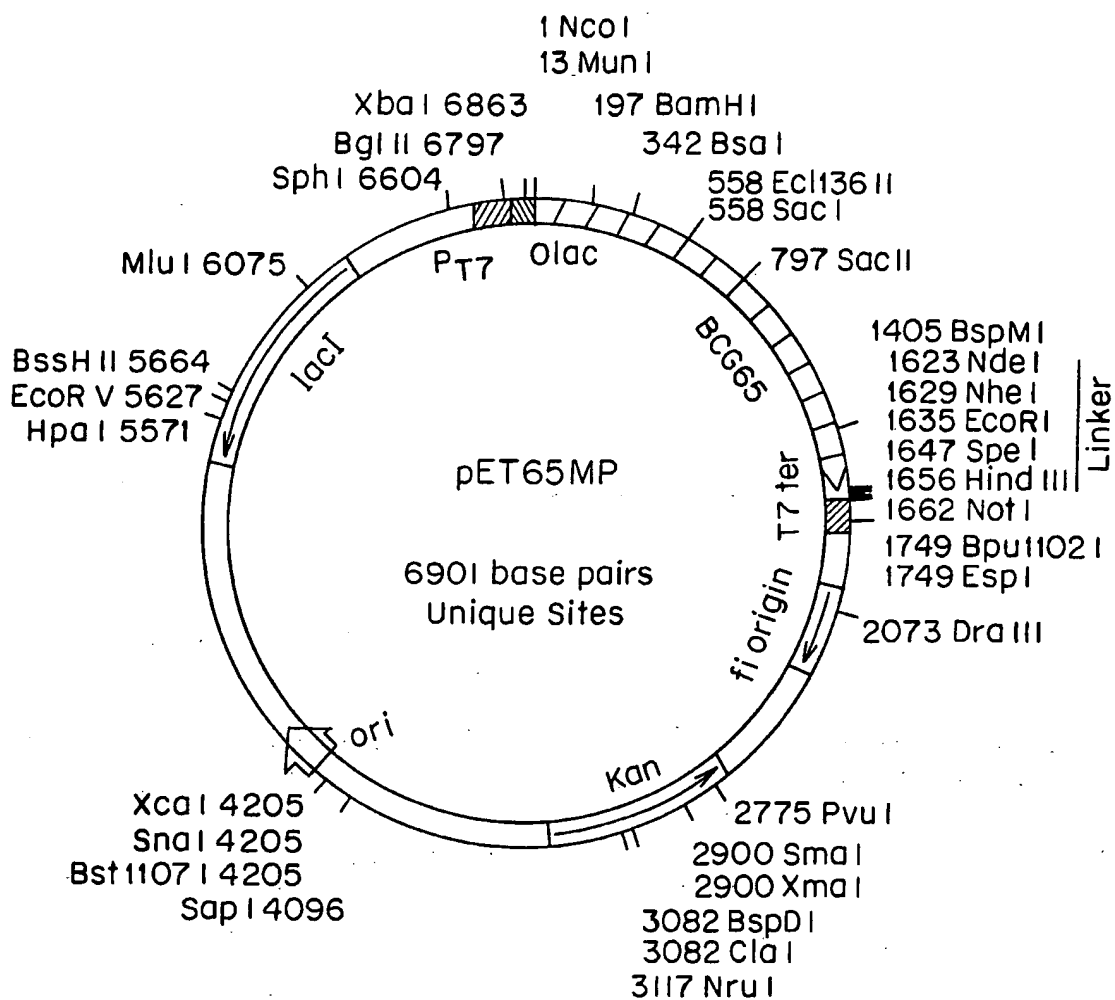 1 Nco I
13 Mun I
Xba I 6863
197 BamH I
Bgl II 6797
342 Bsa I
Sph I 6604
558 Ecl136 II
558 Sac I
Mlu I 6075
PT7
Olac
797 Sac II
lacI
BCG65
BssH II 5664
EcoR V 5627
Hpa I 5571
1405 BspM I
1623 Nde I
1629 Nhe I
1635 EcoR I
1647 Spe I
1656 Hind III
Linker
1662 Not I
1749 Bpu1102 I
1749 Esp I
T7 ter
pET65MP
6901 base pairs
Unique Sites
fi origin
2073 Dra III
ori
Kan
Xca I 4205
Sna I 4205
Bst1107 I 4205
Sap I 4096
2775 Pvu I
2900 Sma I
2900 Xma I
3082 BspD I
3082 Cla I
3117 Nru I